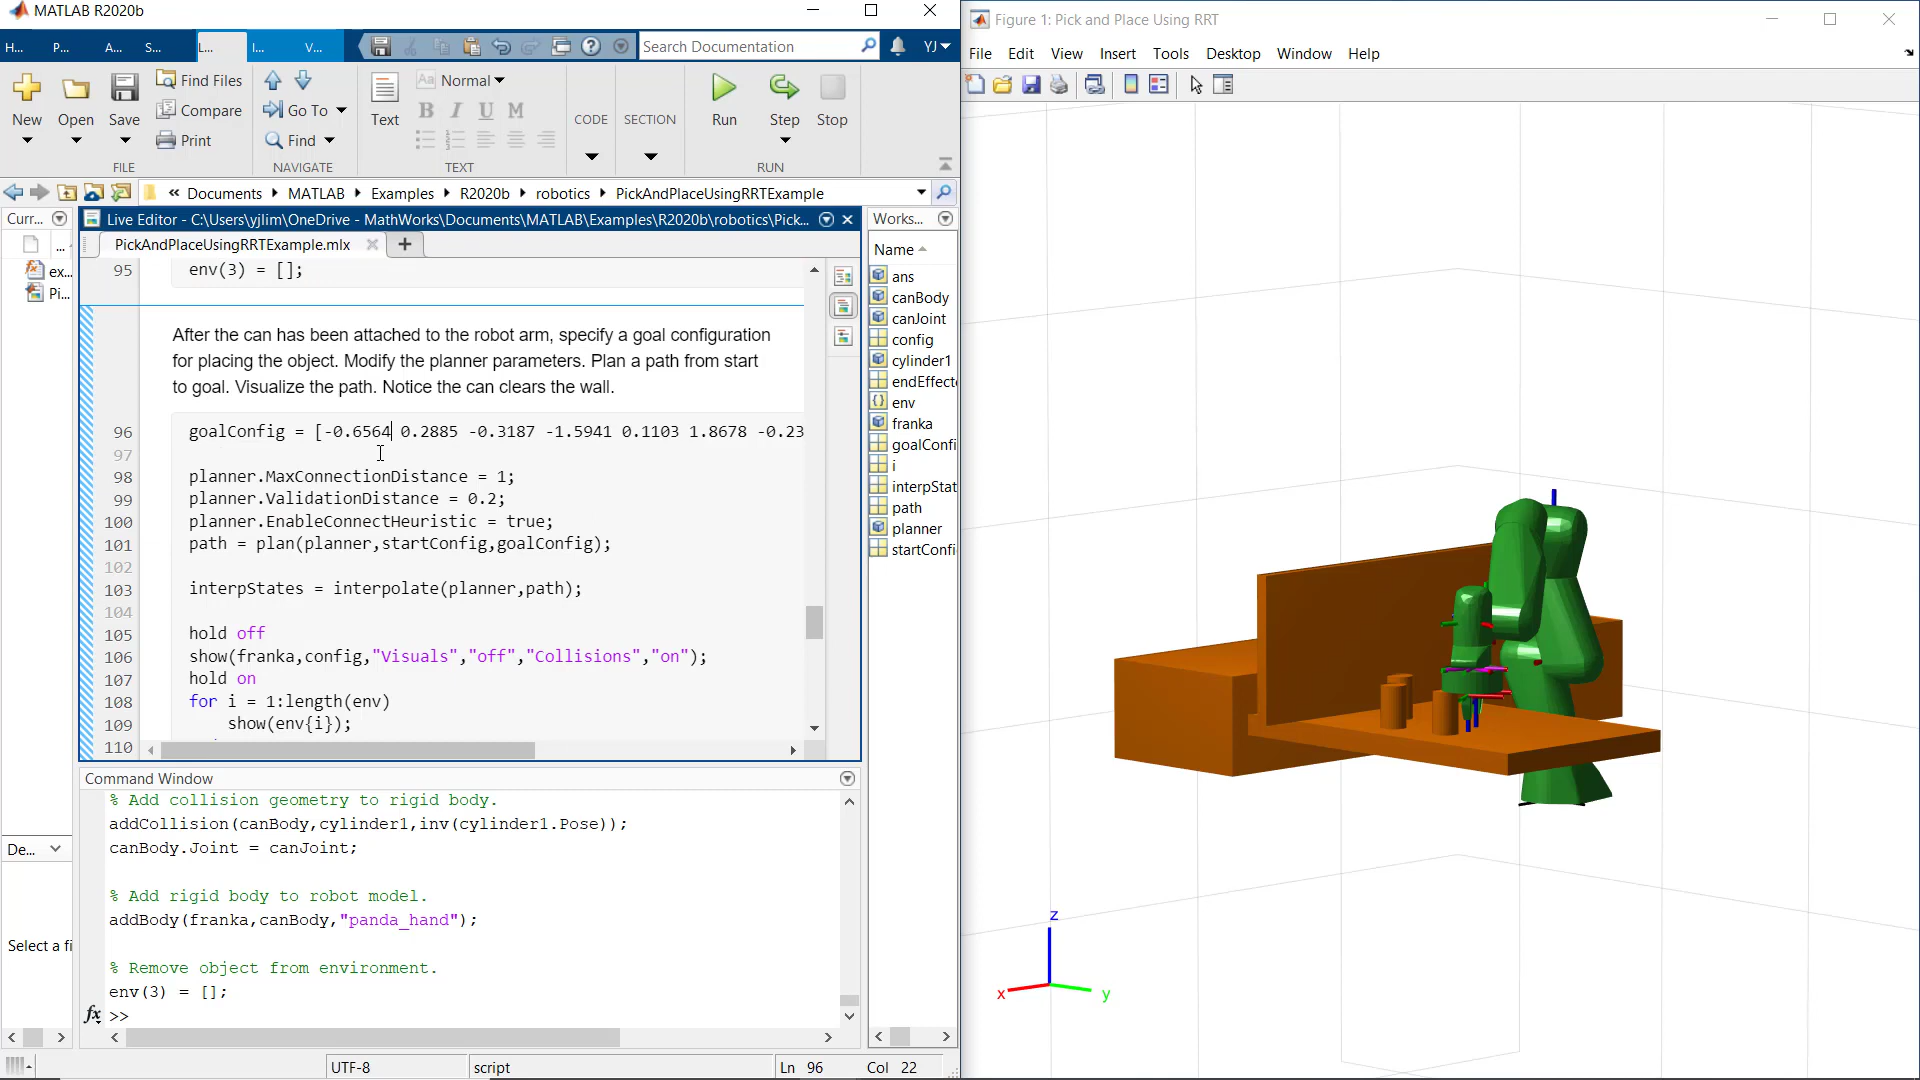 MATLAB R2020b
H... P... A... S... L... I... V...
Search Documentation
YJ
New
Open
Save
Find Files
Compare
Print
Go To
Find
Text
Aa Normal
B I U M
CODE
SECTION
Run
Step
Stop
FILE
NAVIGATE
TEXT
RUN
« Documents MATLAB Examples R2020b robotics PickAndPlaceUsingRRTExample
Curr...
...
ex...
Pi...
De...
Select a fi
Live Editor - C:\Users\yjlim\OneDrive - MathWorks\Documents\MATLAB\Examples\R2020b\robotics\Pick...
PickAndPlaceUsingRRTExample.mlx
95 env(3) = [];
After the can has been attached to the robot arm, specify a goal configuration
for placing the object. Modify the planner parameters. Plan a path from start
to goal. Visualize the path. Notice the can clears the wall.
96 goalConfig = [-0.6564 0.2885 -0.3187 -1.5941 0.1103 1.8678 -0.23
97
98 planner.MaxConnectionDistance = 1;
99 planner.ValidationDistance = 0.2;
100 planner.EnableConnectHeuristic = true;
101 path = plan(planner,startConfig,goalConfig);
102
103 interpStates = interpolate(planner,path);
104
105 hold off
106 show(franka,config,"Visuals","off","Collisions","on");
107 hold on
108 for i = 1:length(env)
109 show(env{i});
110
Works...
Name
ans
canBody
canJoint
config
cylinder1
endEffect
env
franka
goalConfi
i
interpStat
path
planner
startConfi
Command Window
% Add collision geometry to rigid body.
addCollision(canBody,cylinder1,inv(cylinder1.Pose));
canBody.Joint = canJoint;
% Add rigid body to robot model.
addBody(franka,canBody,"panda_hand");
% Remove object from environment.
env(3) = [];
fx >>
UTF-8
script
Ln 96
Col 22
Figure 1: Pick and Place Using RRT
File Edit View Insert Tools Desktop Window Help
z
x
y